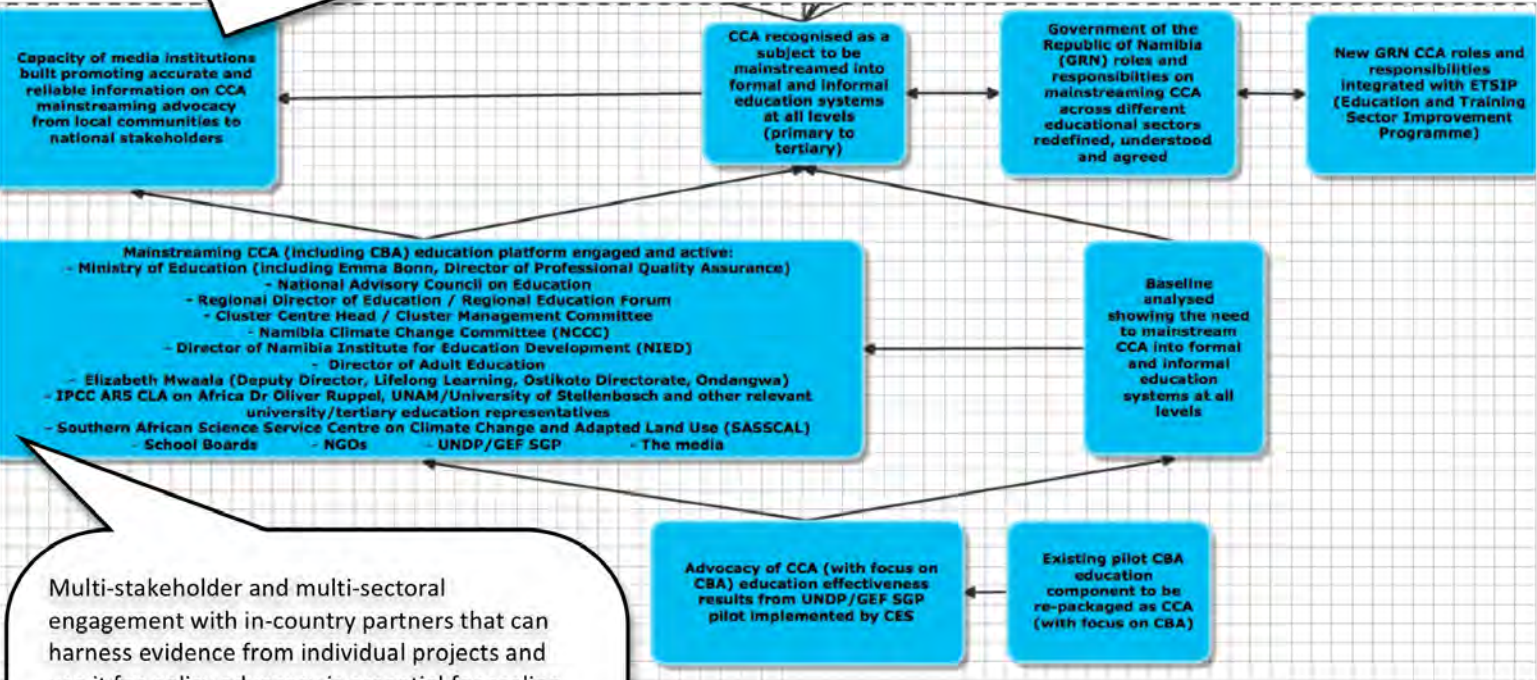 Capacity of media institutions
built promoting accurate and
reliable information on CCA
mainstreaming advocacy
from local communities to
national stakeholders
CCA recognised as a
subject to be
mainstreamed into
formal and informal
education systems
at all levels
(primary to
tertiary)
Government of the
Republic of Namibia
(GRN) roles and
responsibilties on
mainstreaming CCA
across different
educational sectors
redefined, understood
and agreed
New GRN CCA roles and
responsibilities
integrated with ETSIP
(Education and Training
Sector Improvement
Programme)
Mainstreaming CCA (including CBA) education platform engaged and active:
- Ministry of Education (including Emma Bonn, Director of Professional Quality Assurance)
- National Advisory Council on Education
- Regional Director of Education / Regional Education Forum
- Cluster Centre Head / Cluster Management Committee
- Namibia Climate Change Committee (NCCC)
- Director of Namibia Institute for Education Development (NIED)
- Director of Adult Education
- Elizabeth Mwaala (Deputy Director, Lifelong Learning, Ostikoto Directorate, Ondangwa)
- IPCC AR5 CLA on Africa Dr Oliver Ruppel, UNAM/University of Stellenbosch and other relevant
university/tertiary education representatives
- Southern African Science Service Centre on Climate Change and Adapted Land Use (SASSCAL)
- School Boards - NGOs - UNDP/GEF SGP - The media
Baseline
analysed
showing the need
to mainstream
CCA into formal
and informal
education
systems at all
levels
Advocacy of CCA (with focus on
CBA) education effectiveness
results from UNDP/GEF SGP
pilot implemented by CES
Existing pilot CBA
education
component to be
re-packaged as CCA
(with focus on CBA)
Multi-stakeholder and multi-sectoral
engagement with in-country partners that can
harness evidence from individual projects and